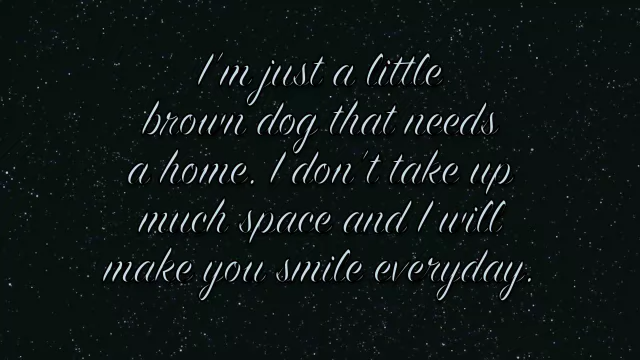 I'm just a little
brown dog that needs
a home. I don't take up
much space and I will
make you smile everyday.